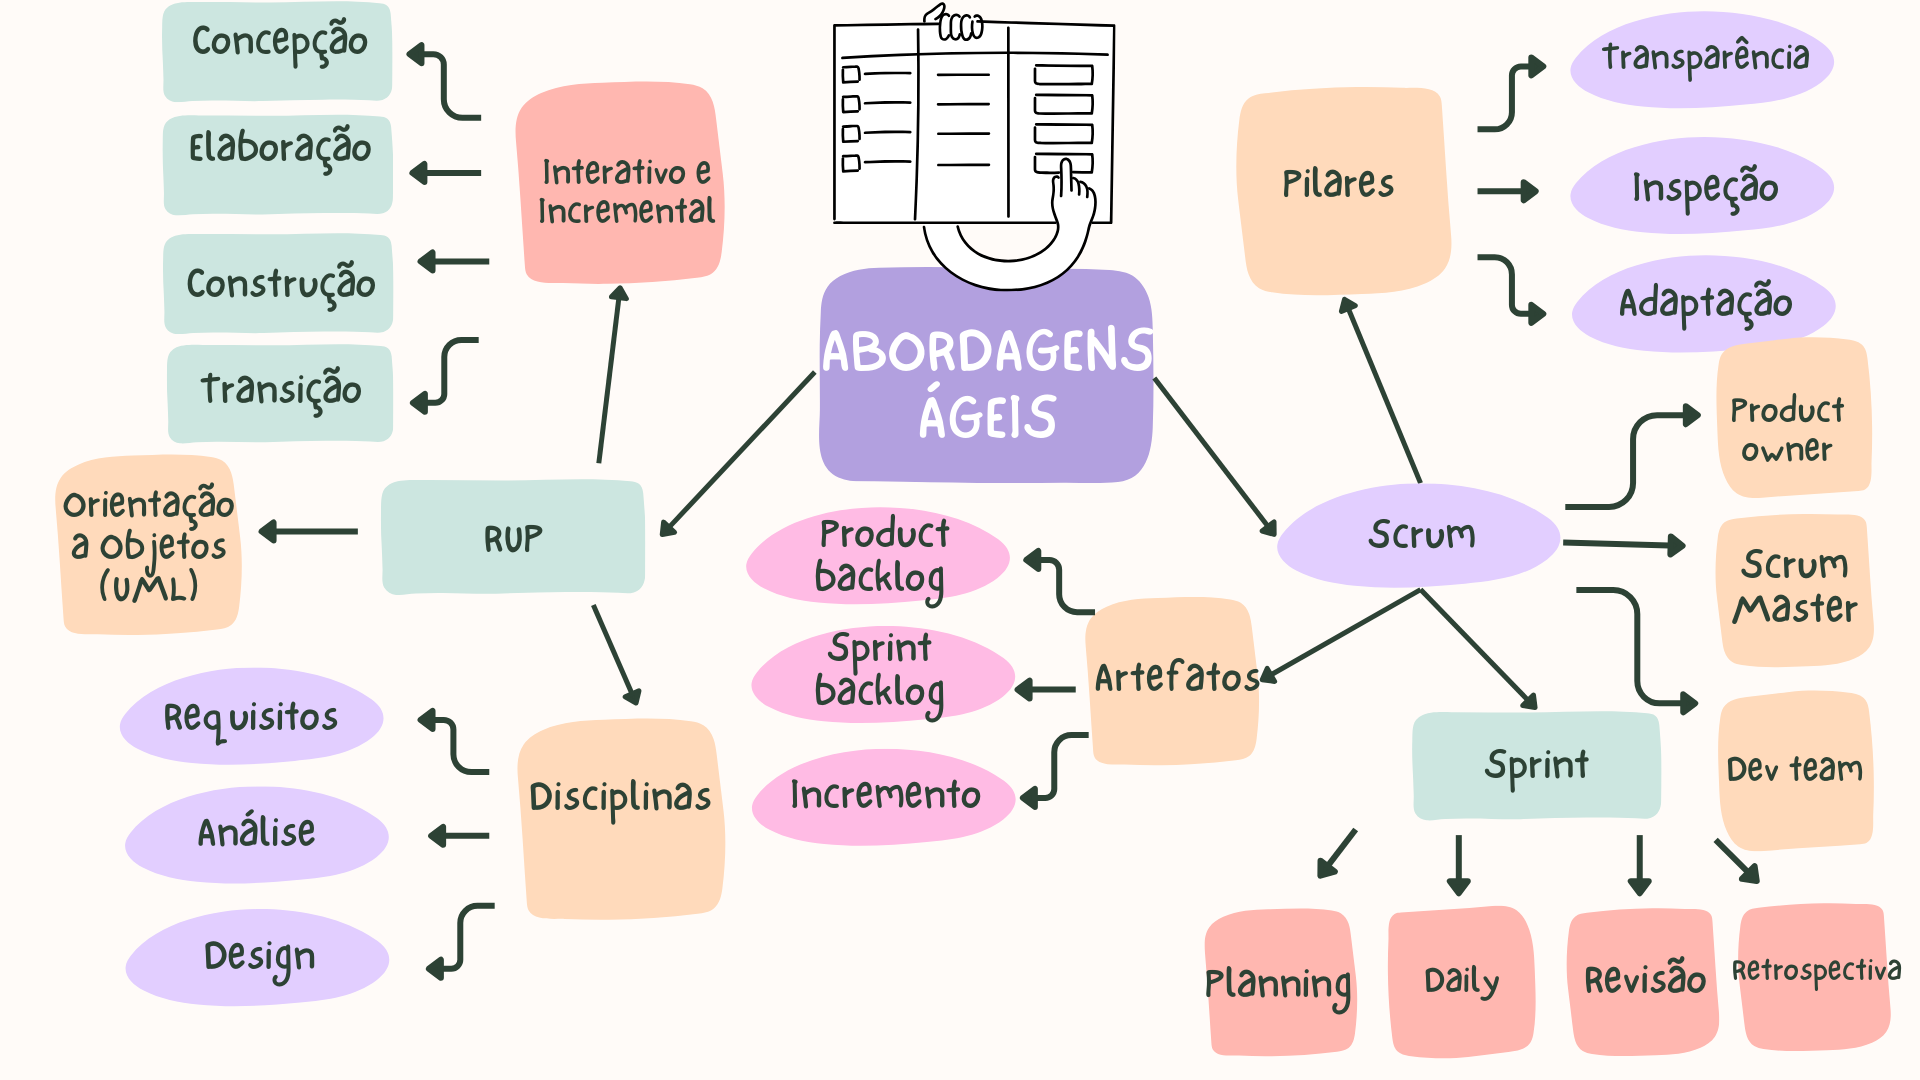 Concepção
Elaboração
Construção
Transição
Interativo e
Incremental
ABORDAGENS
ÁGEIS
Pilares
Transparência
Inspeção
Adaptação
Product
owner
Scrum
Master
Dev team
Orientação
a objetos
(UML)
RUP
Scrum
Product
backlog
Sprint
backlog
Incremento
Artefatos
Sprint
Requisitos
Análise
Design
Disciplinas
Planning
Daily
Revisão
Retrospectiva